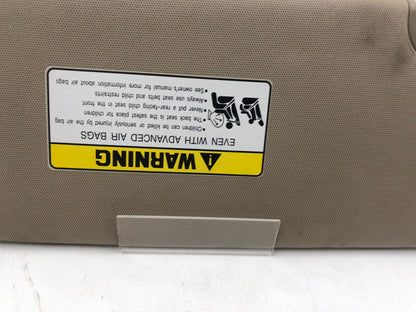 WARNING
EVEN WITH ADVANCED AIR BAGS
• Children can be killed or seriously injured by the air bag
• The back seat is the safest place for children
• Never put a rear-facing child seat in the front
• Always use seat belts and child restraints
• See owner's manual for more information about air bags